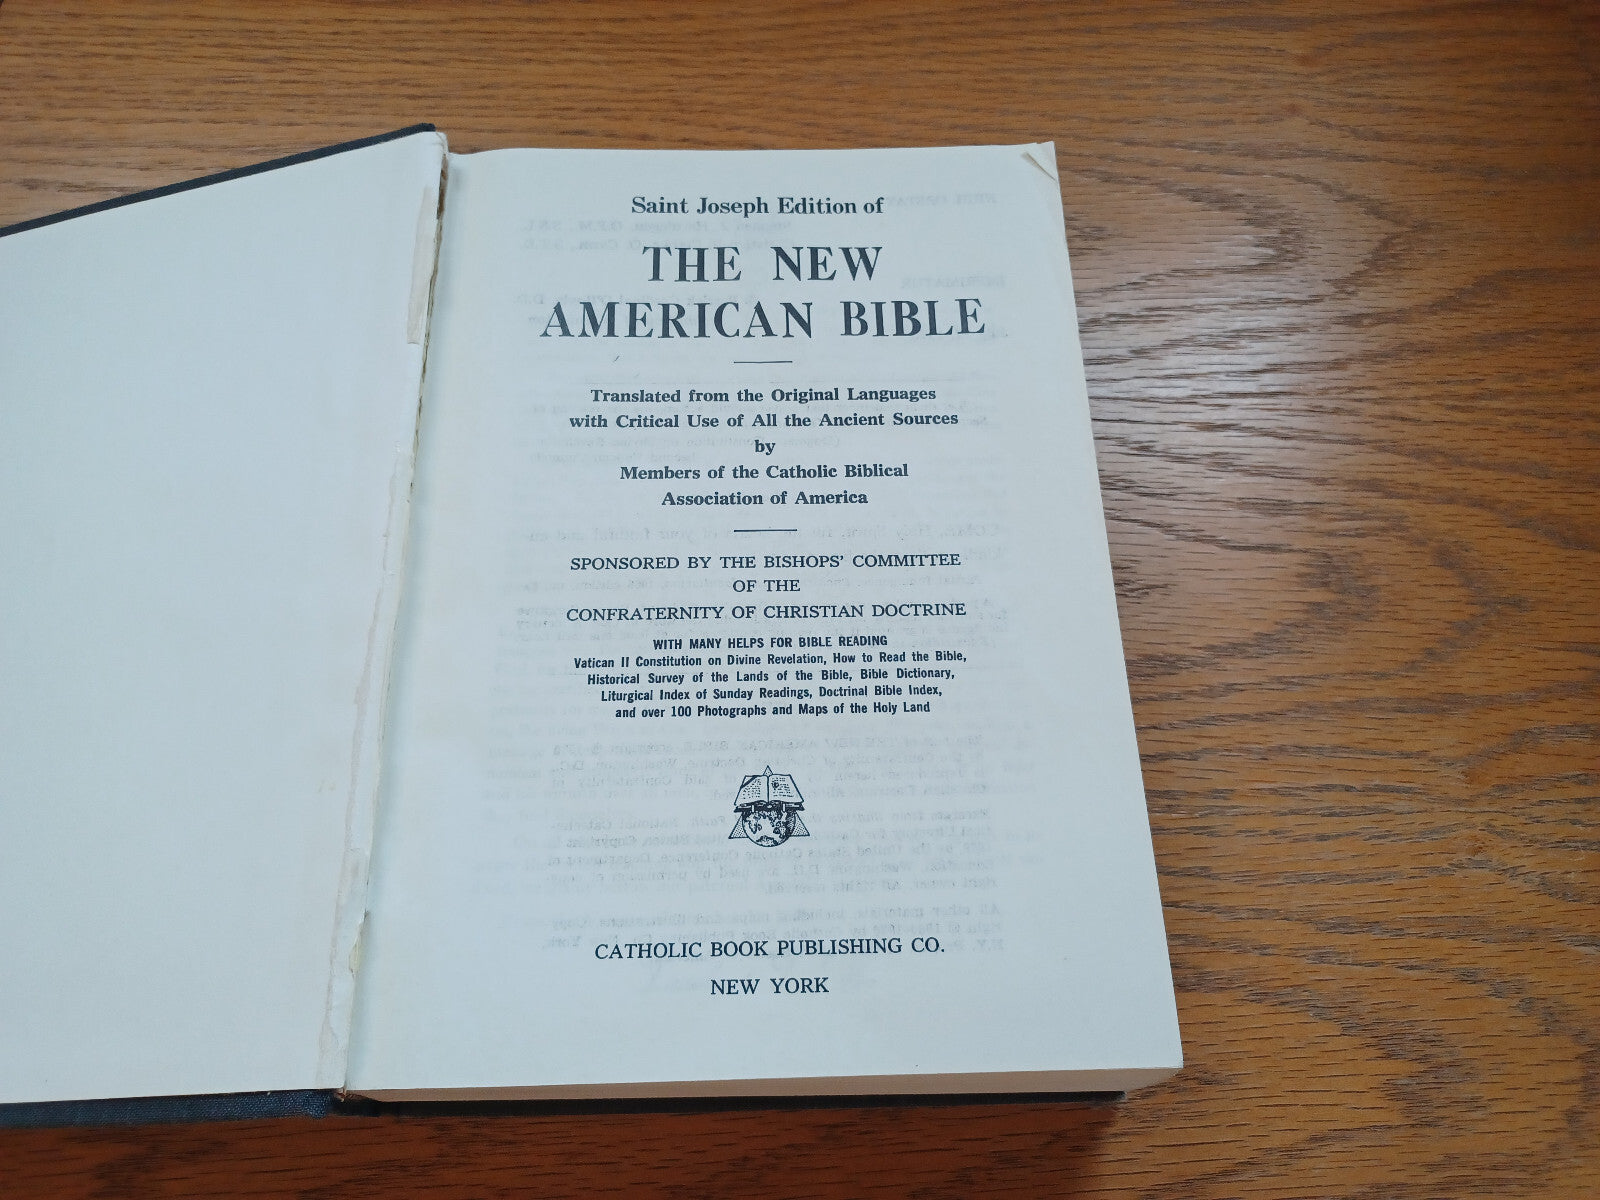 Saint Joseph Edition of
THE NEW
AMERICAN BIBLE
Translated from the Original Languages
with Critical Use of All the Ancient Sources
by
Members of the Catholic Biblical
Association of America
SPONSORED BY THE BISHOPS' COMMITTEE
OF THE
CONFRATERNITY OF CHRISTIAN DOCTRINE
WITH MANY HELPS FOR BIBLE READING
Vatican II Constitution on Divine Revelation, How to Read the Bible,
Historical Survey of the Lands of the Bible, Bible Dictionary,
Liturgical Index of Sunday Readings, Doctrinal Bible Index,
and over 100 Photographs and Maps of the Holy Land
CATHOLIC BOOK PUBLISHING CO.
NEW YORK